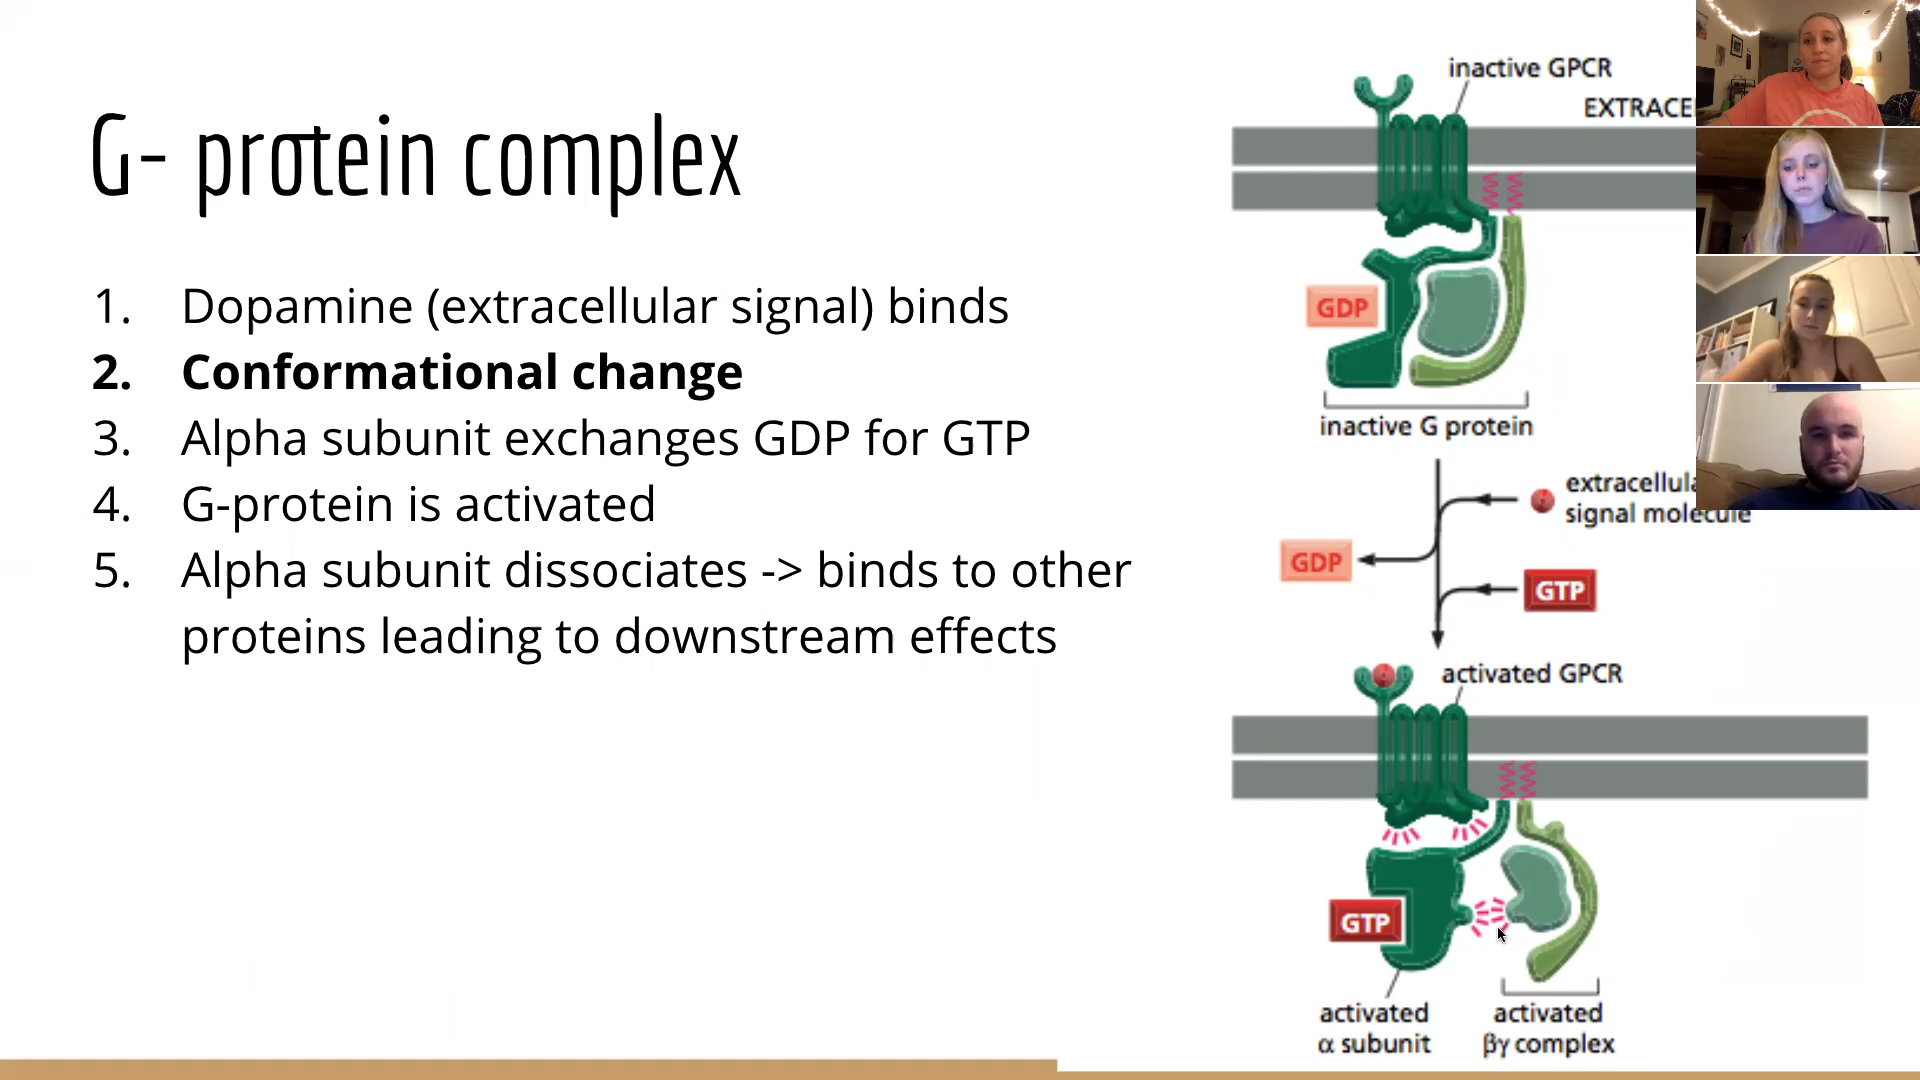 G- protein complex
1. Dopamine (extracellular signal) binds
2. Conformational change
3. Alpha subunit exchanges GDP for GTP
4. G-protein is activated
5. Alpha subunit dissociates -> binds to other
proteins leading to downstream effects
inactive GPCR
GDP
inactive G protein
signal molecule
GDP
GTP
activated GPCR
GTP
activated
α subunit
activated
βγ complex